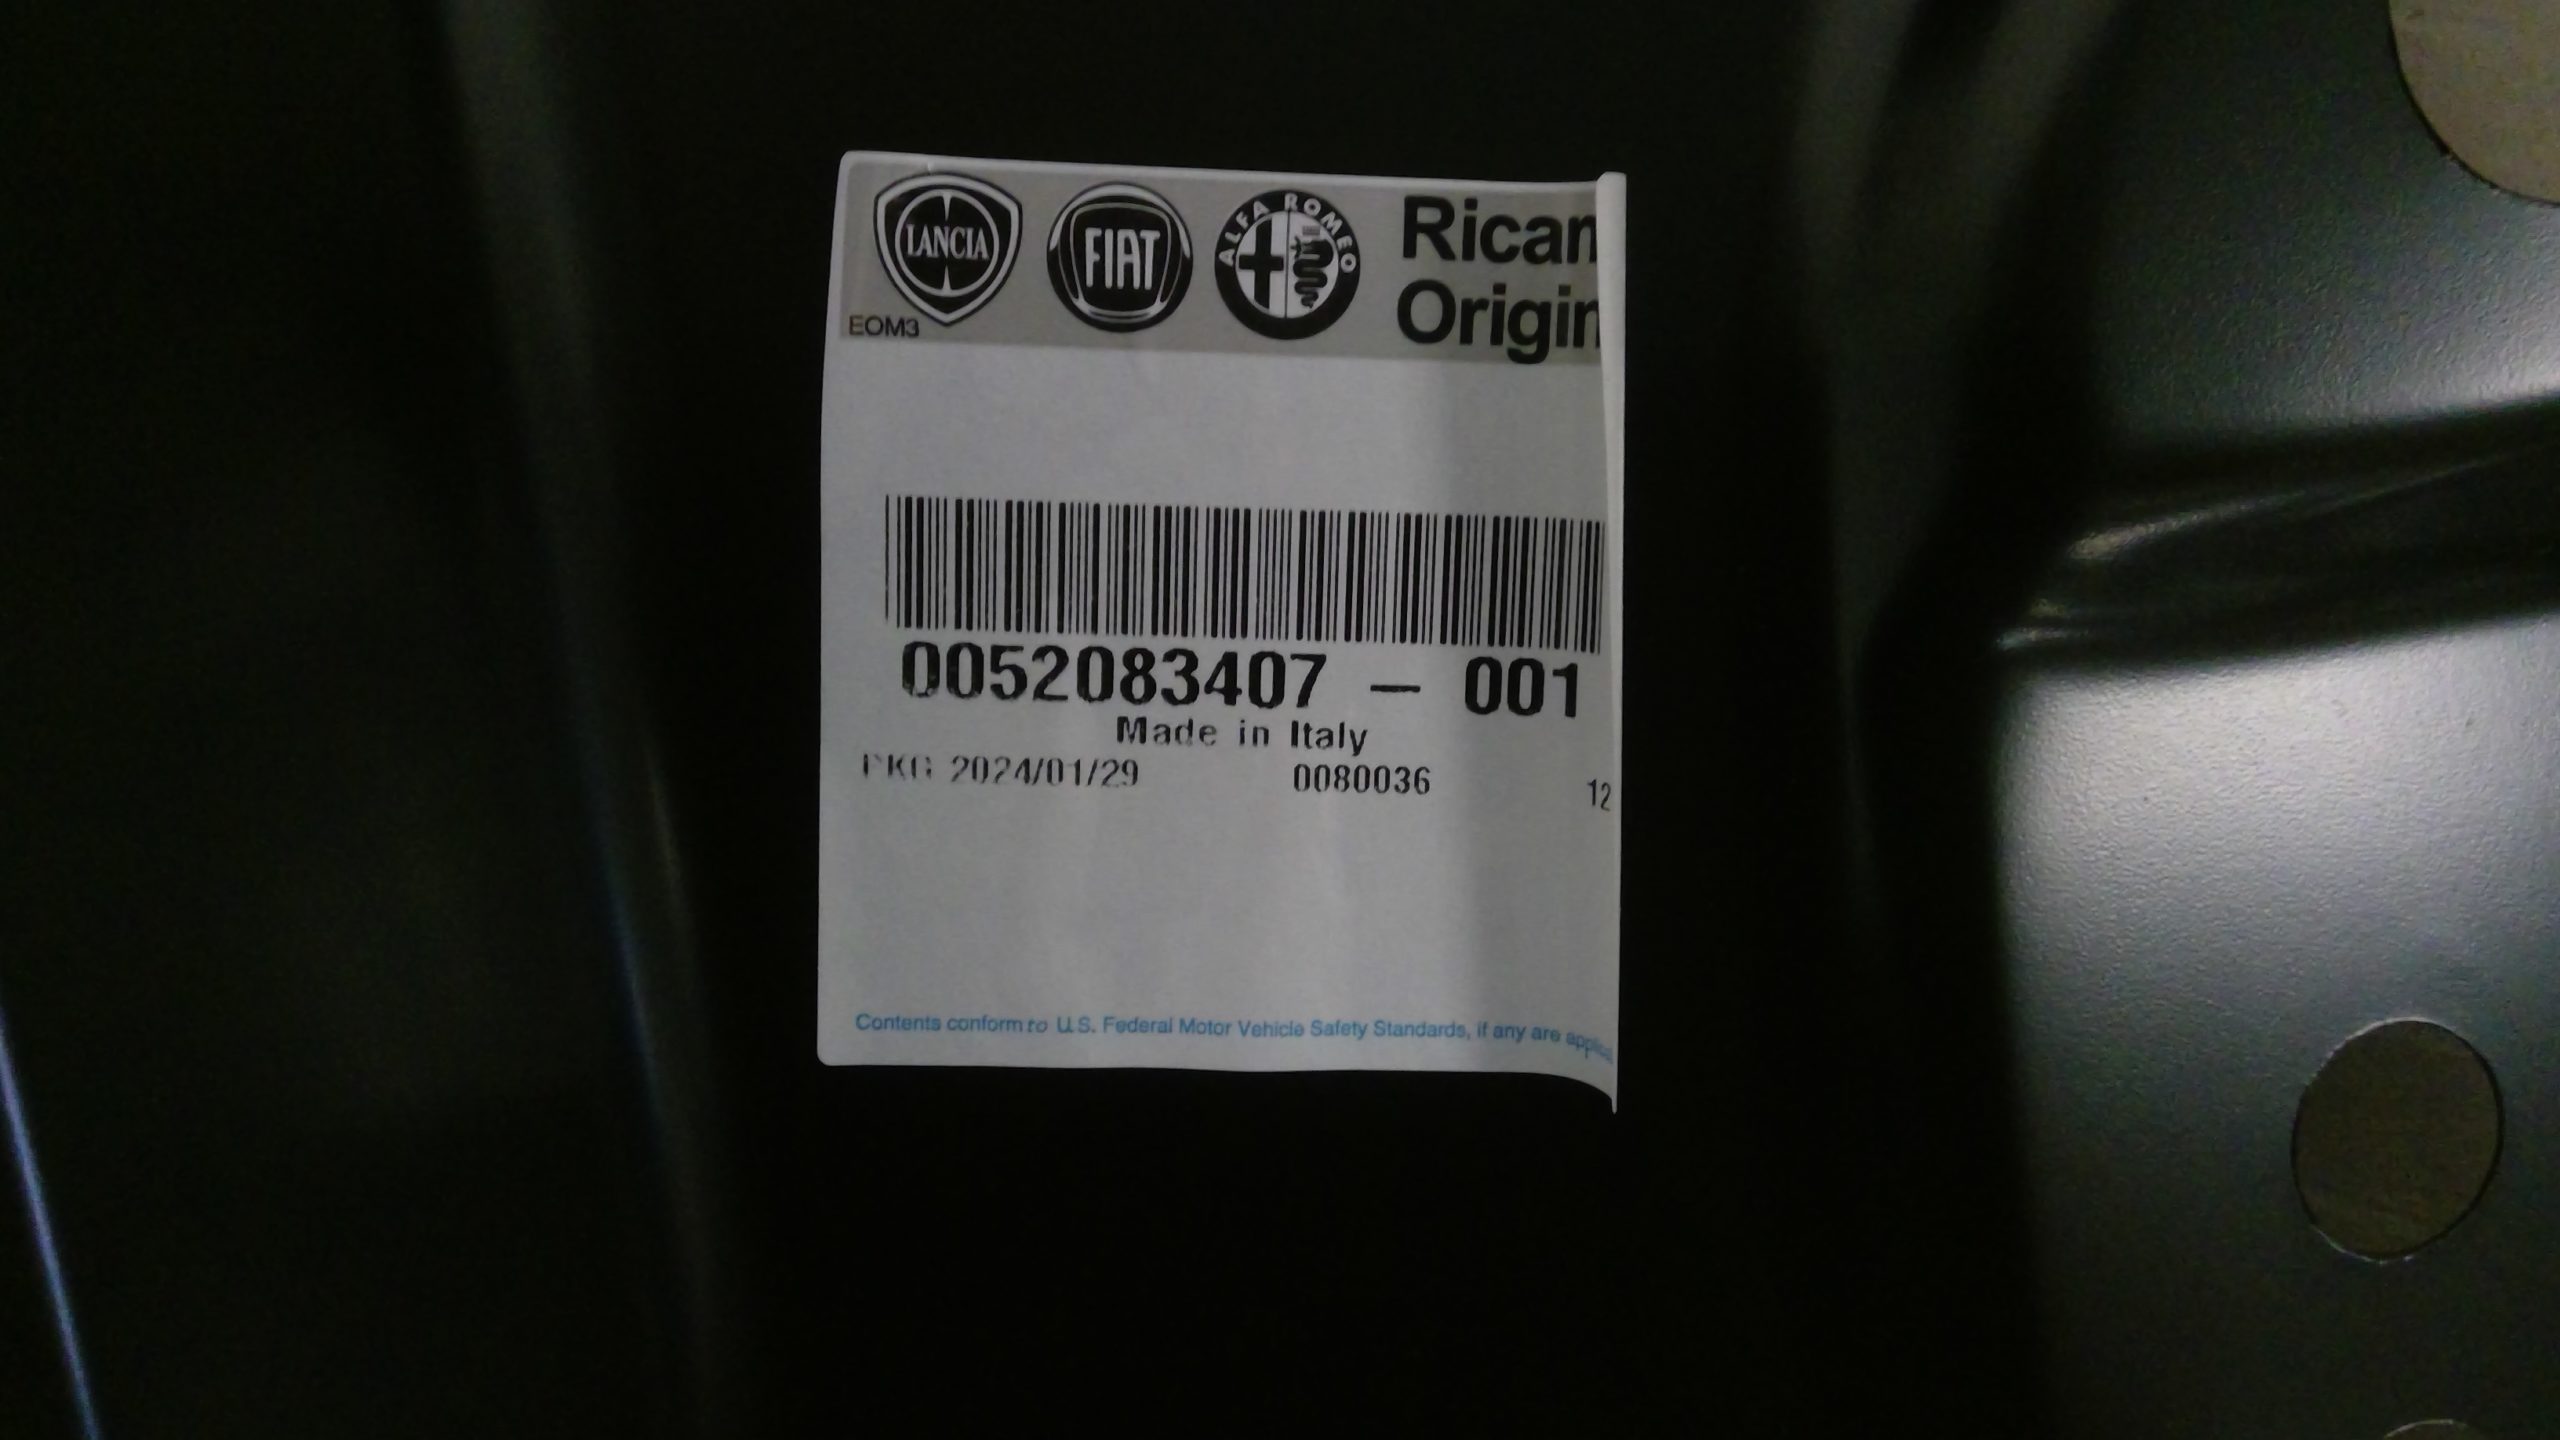 LANCIA FIAT ALFA ROMEO Rican
Origin
EOM3
0052083407 - 001
Made in Italy
PKG 2024/01/29 0080036 12
Contents conform to U.S. Federal Motor Vehicle Safety Standards, if any are